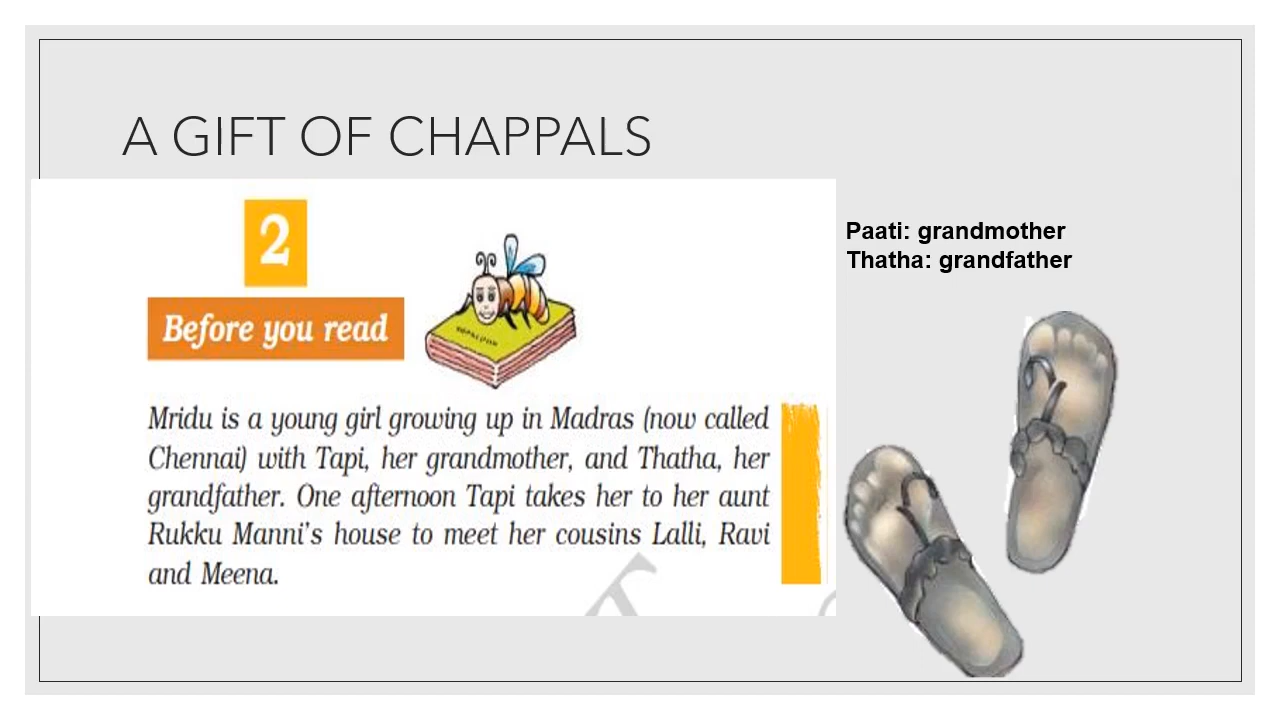 A GIFT OF CHAPPALS
2
Before you read
Mridu is a young girl growing up in Madras (now called
Chennai) with Tapi, her grandmother, and Thatha, her
grandfather. One afternoon Tapi takes her to her aunt
Rukku Manni's house to meet her cousins Lalli, Ravi
and Meena.
Paati: grandmother
Thatha: grandfather